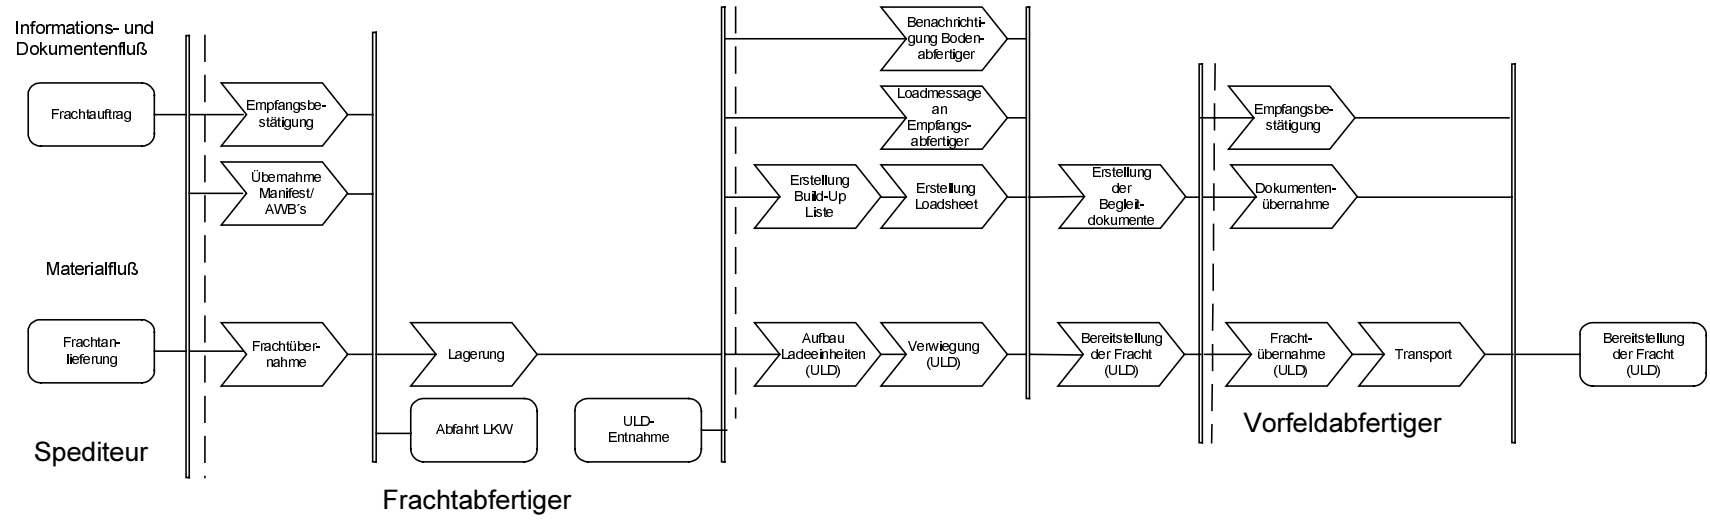 Informations- und
Dokumentenfluß
Frachtauftrag
Empfangsbe-
stätigung
Übernahme
Manifest/
AWB´s
Benachrichti-
gung Boden-
abfertiger
Loadmessage
an
Empfangs-
abfertiger
Erstellung
Build-Up
Liste
Erstellung
Loadsheet
Erstellung
der
Begleit-
dokumente
Empfangsbe-
stätigung
Dokumenten-
übernahme
Materialfluß
Frachtan-
lieferung
Frachtüber-
nahme
Lagerung
Aufbau
Ladeeinheiten
(ULD)
Verwiegung
(ULD)
Bereitstellung
der Fracht
(ULD)
Fracht-
übernahme
(ULD)
Transport
Bereitstellung
der Fracht
(ULD)
Abfahrt LKW
ULD-
Entnahme
Spediteur
Frachtabfertiger
Vorfeldabfertiger